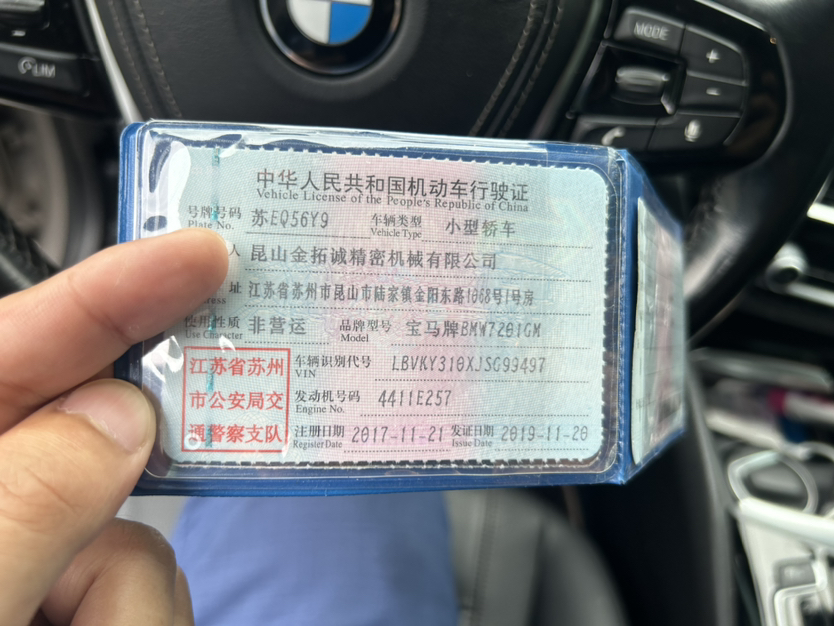 MODE
LIM
中华人民共和国机动车行驶证
Vehicle License of the People's Republic of China
号牌号码 苏EQ56Y9 车辆类型 小型轿车
Plate No. Vehicle Type
人 昆山金拓诚精密机械有限公司
址 江苏省苏州市昆山市陆家镇金阳东路1068号1号房
使用性质 非营运 品牌型号 宝马牌BMW7201GM
Use Character Model
江苏省苏州 车辆识别代号 LBVKY310XJSG99497
VIN
市公安局交 发动机号码 4411E257
Engine No.
通警察支队 注册日期 2017-11-21 发证日期 2019-11-20
Register Date Issue Date